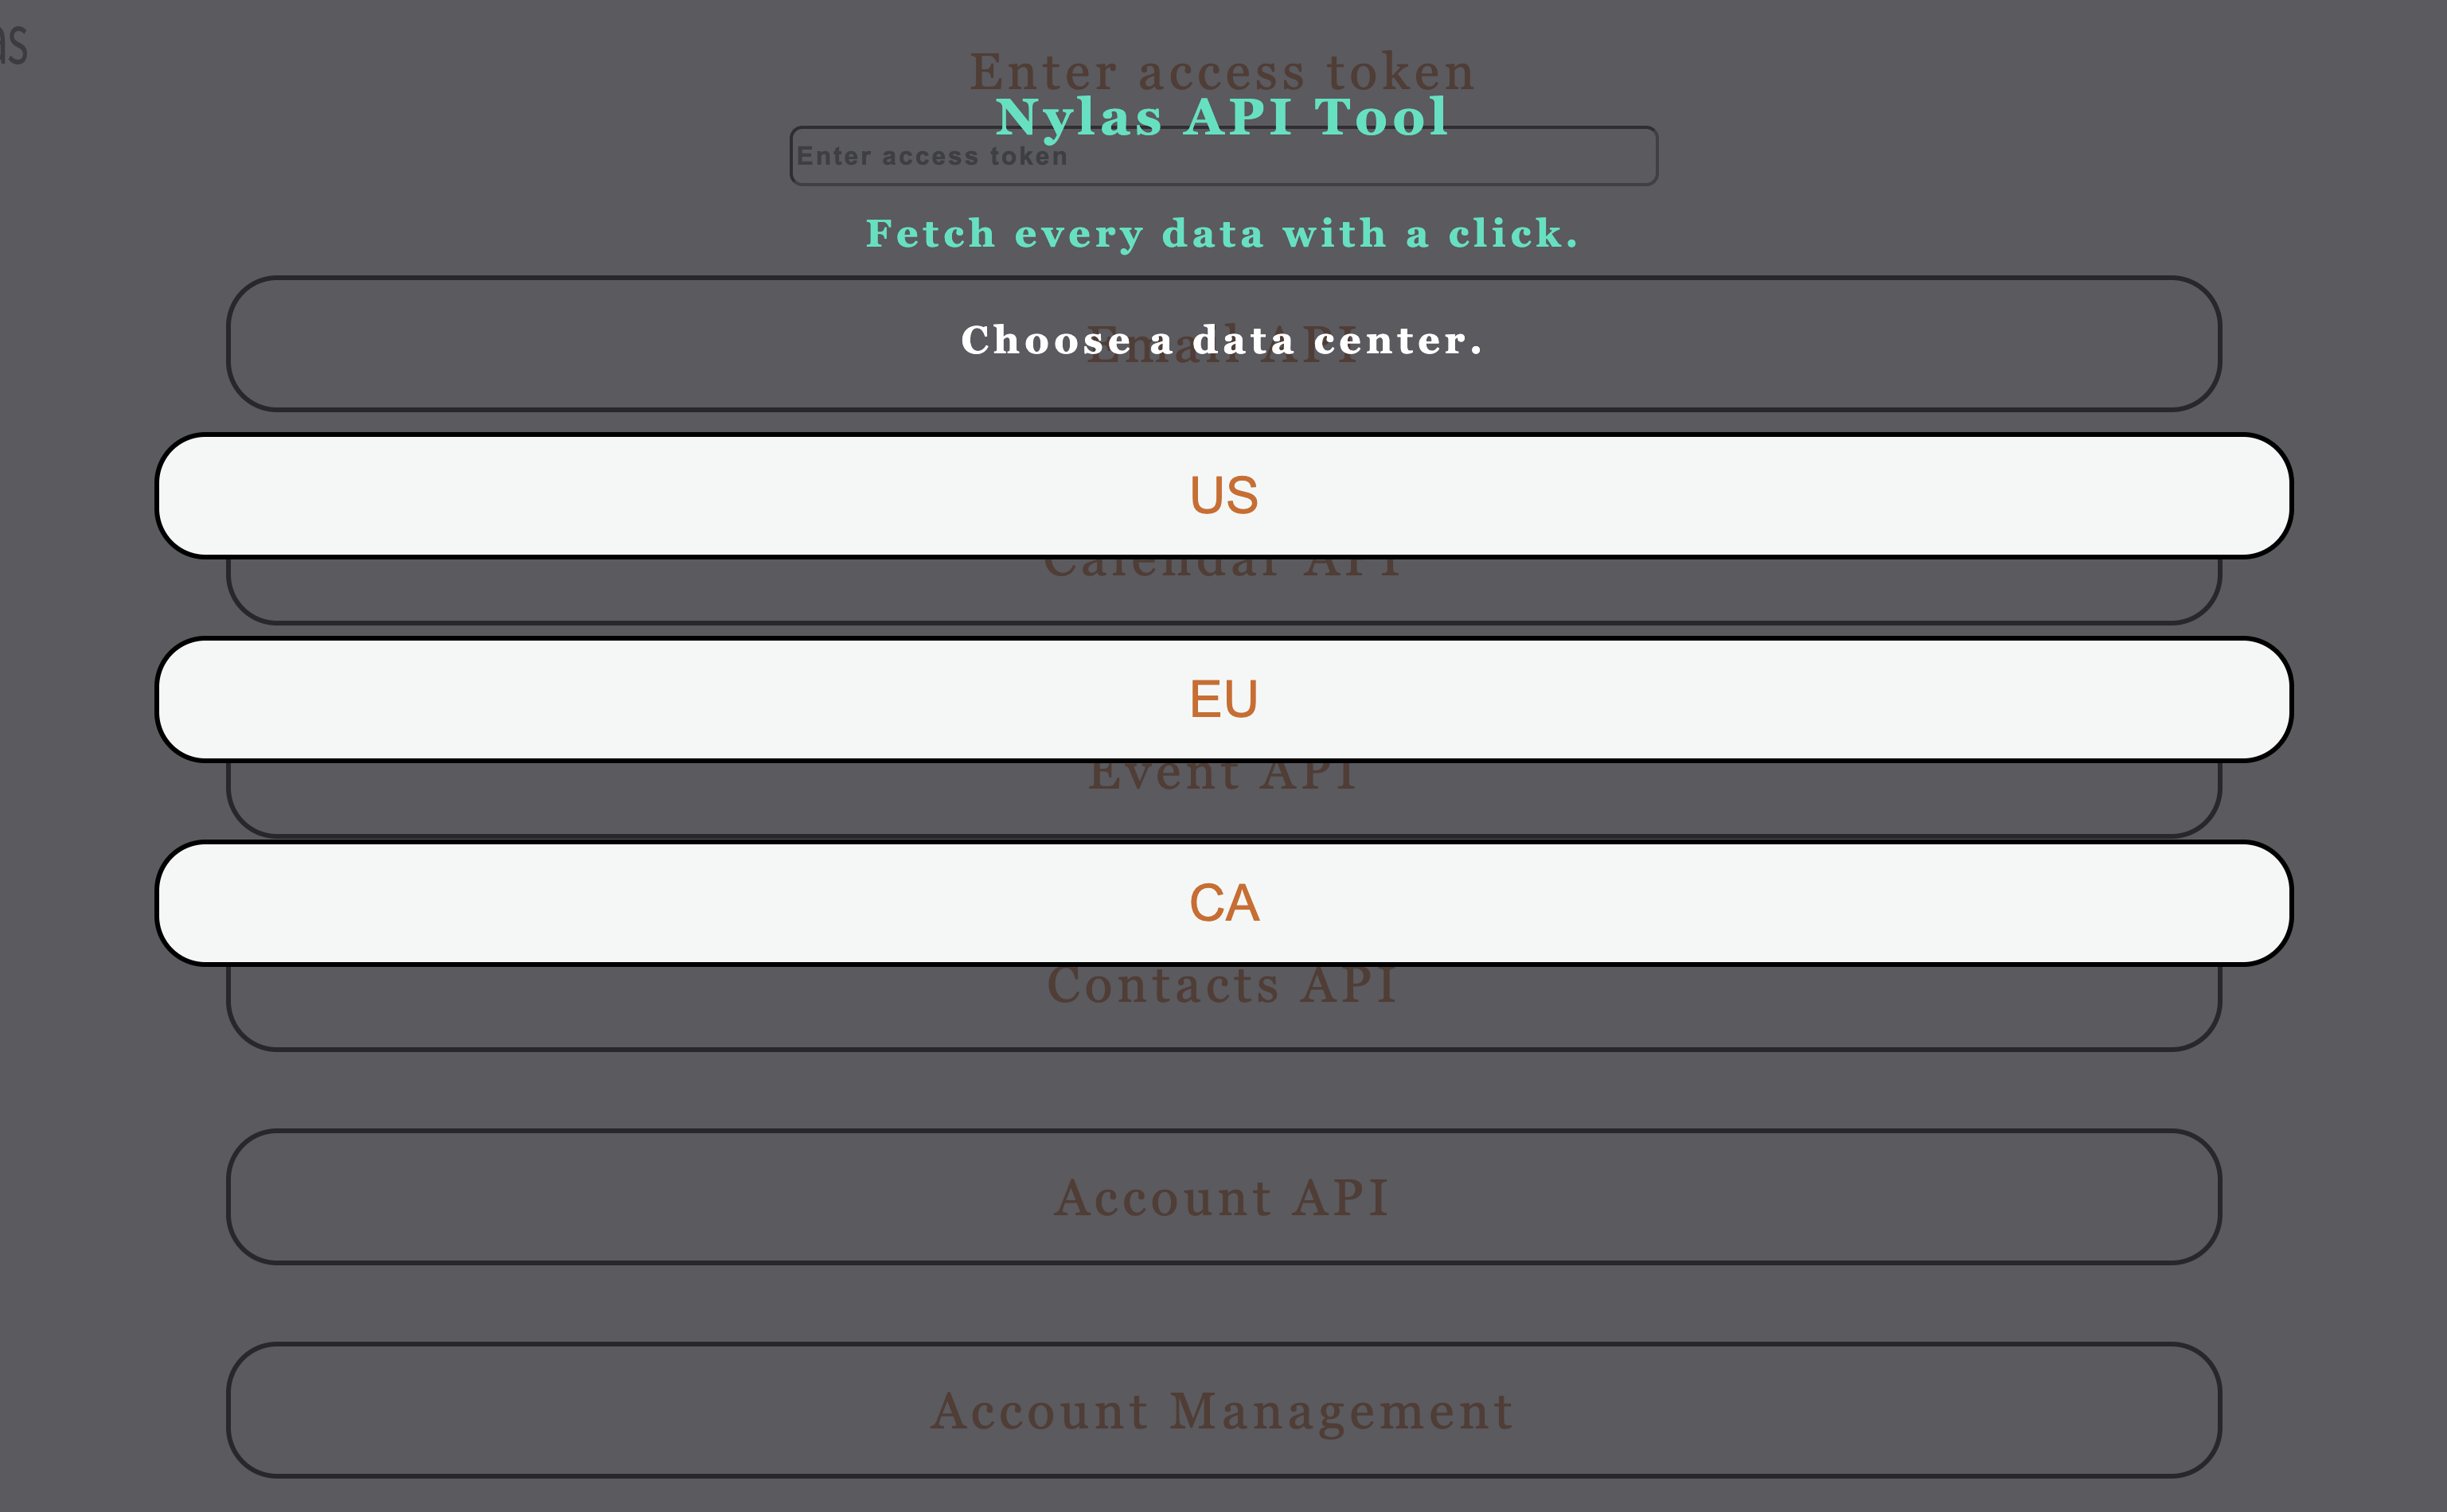 as
Enter access token
Nylas API Tool
Enter access token
Fetch every data with a click.
Email API
Choose a data center.
US
Calendar API
EU
Event API
CA
Contacts API
Account API
Account Management